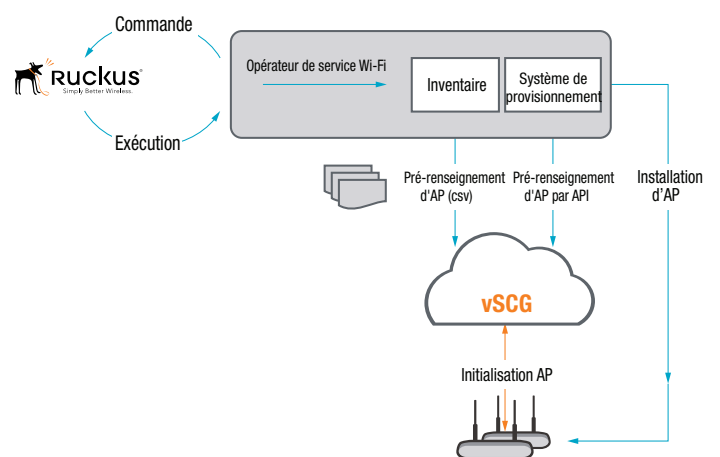 Commande
Ruckus
Simply Better Wireless.
Exécution
Opérateur de service Wi-Fi
Inventaire
Système de
provisionnement
Pré-renseignement
d'AP (csv)
Pré-renseignement
d'AP par API
Installation
d'AP
vSCG
Initialisation AP